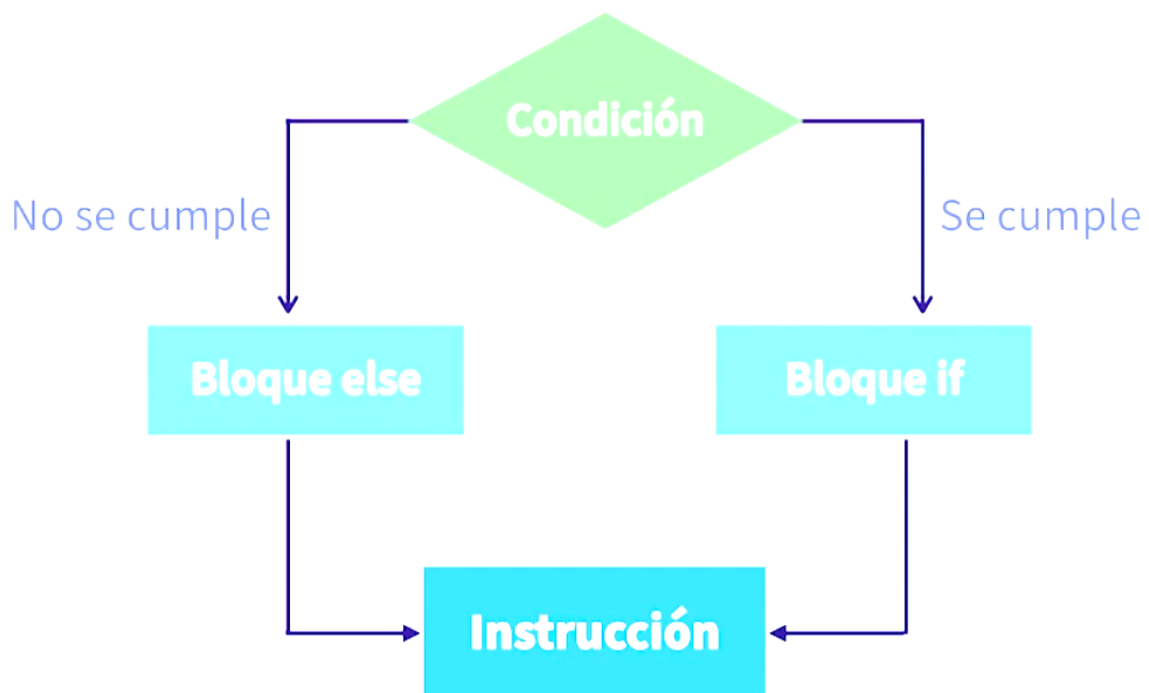 Condición
No se cumple
Se cumple
Bloque else
Bloque if
Instrucción